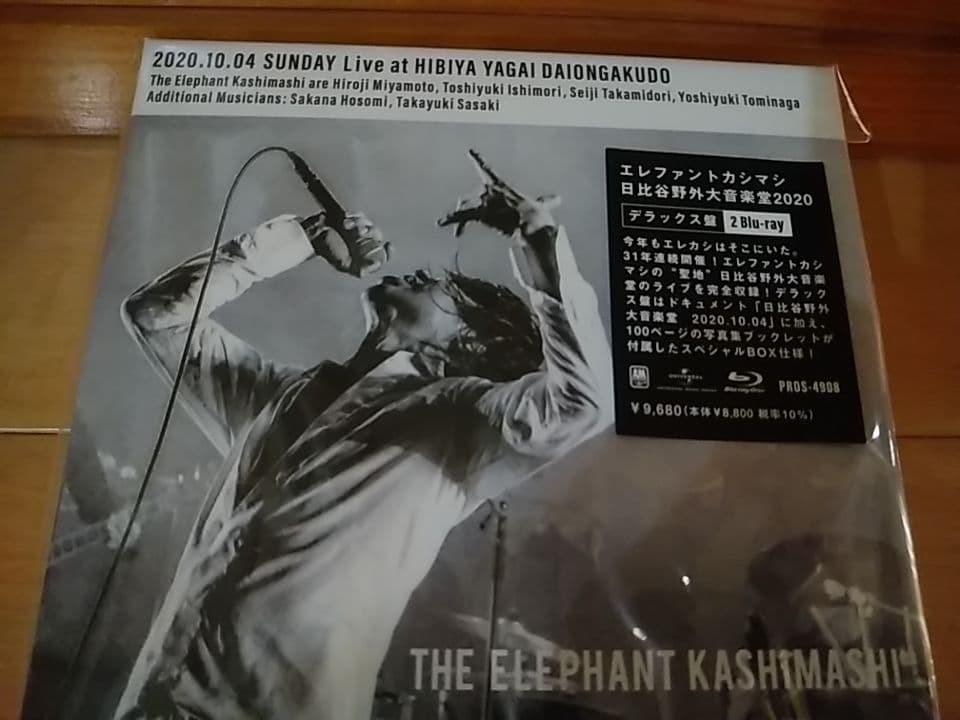 2020.10.04 SUNDAY Live at HIBIYA YAGAI DAIONGAKUDO
The Elephant Kashimashi are Hiroji Miyamoto, Toshiyuki Ishimori, Seiji Takamidori, Yoshiyuki Tominaga
Additional Musicians: Sakana Hosomi, Takayuki Sasaki
エレファントカシマシ
日比谷野外大音楽堂2020
デラックス盤 2 Blu-ray
今年もエレカシはそこにいた。
31年連続開催！エレファントカシ
マシの"聖地"日比谷野外大音楽
堂のライブを完全収録！デラック
ス盤はドキュメント「日比谷野外
大音楽堂 2020.10.04」に加え、
100ページの写真集ブックレットが
付属したスペシャルBOX仕様！
A&M UNIVERSAL Blu-ray Disc PROS-4908
￥9,680(本体￥8,800 税率10%)
THE ELEPHANT KASHIMASHI